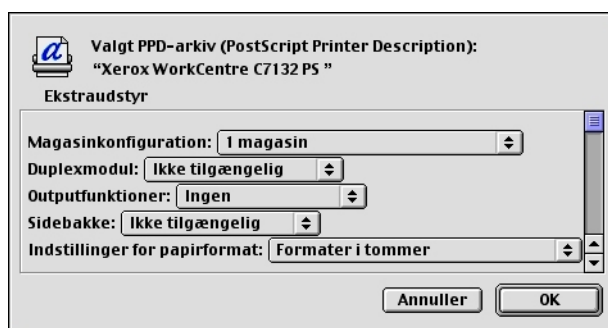 Valgt PPD-arkiv (PostScript Printer Description):
“Xerox WorkCentre C7132 PS ”
Ekstraudstyr
Magasinkonfiguration: 1 magasin
Duplexmodul: Ikke tilgængelig
Outputfunktioner: Ingen
Sidebakke: Ikke tilgængelig
Indstillinger for papirformat: Formater i tommer
Annuller OK